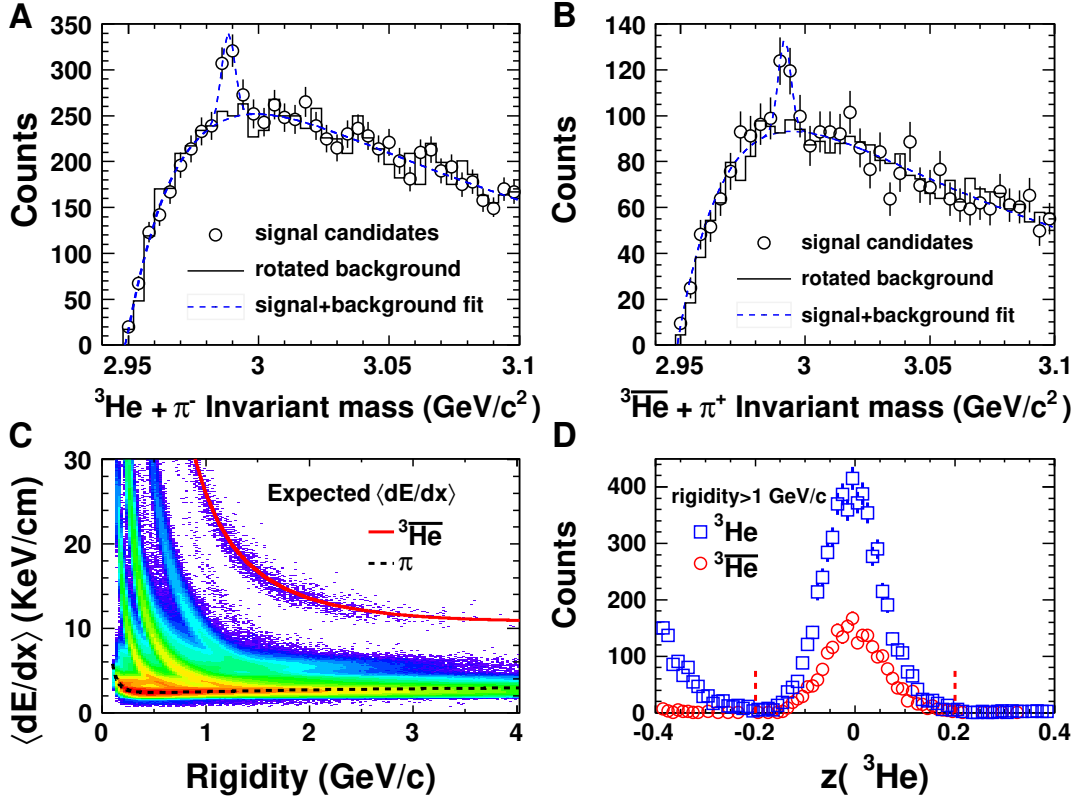 A
350
300
250
200
150
100
50
0
Counts
signal candidates
rotated background
signal+background fit
2.95 3 3.05 3.1
³He + π⁻ Invariant mass (GeV/c²)
B
140
120
100
80
60
40
20
0
Counts
signal candidates
rotated background
signal+background fit
2.95 3 3.05 3.1
³H̅e̅ + π⁺ Invariant mass (GeV/c²)
C
30
20
10
0
⟨dE/dx⟩ (KeV/cm)
Expected ⟨dE/dx⟩
³H̅e̅
π
0 1 2 3 4
Rigidity (GeV/c)
D
400
300
200
100
0
Counts
rigidity>1 GeV/c
³He
³H̅e̅
-0.4 -0.2 0 0.2 0.4
z( ³He)